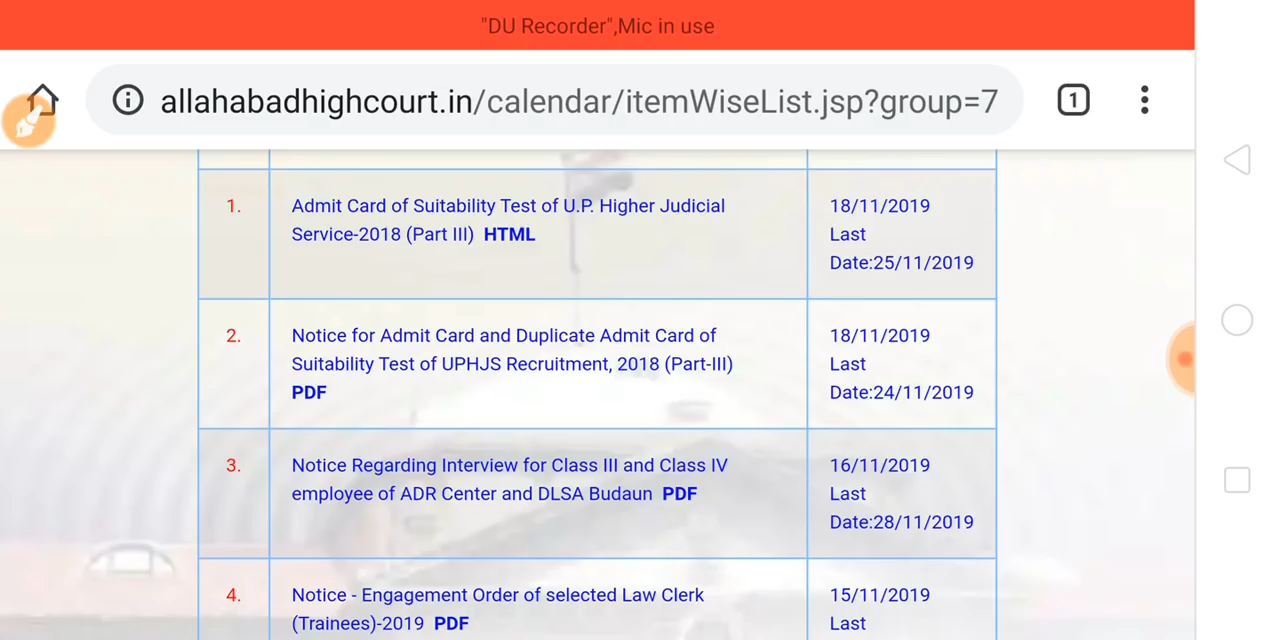 "DU Recorder",Mic in use
allahabadhighcourt.in/calendar/itemWiseList.jsp?group=7
1
1.
Admit Card of Suitability Test of U.P. Higher Judicial
Service-2018 (Part III) HTML
18/11/2019
Last
Date:25/11/2019
2.
Notice for Admit Card and Duplicate Admit Card of
Suitability Test of UPHJS Recruitment, 2018 (Part-III)
PDF
18/11/2019
Last
Date:24/11/2019
3.
Notice Regarding Interview for Class III and Class IV
employee of ADR Center and DLSA Budaun PDF
16/11/2019
Last
Date:28/11/2019
4.
Notice - Engagement Order of selected Law Clerk
(Trainees)-2019 PDF
15/11/2019
Last